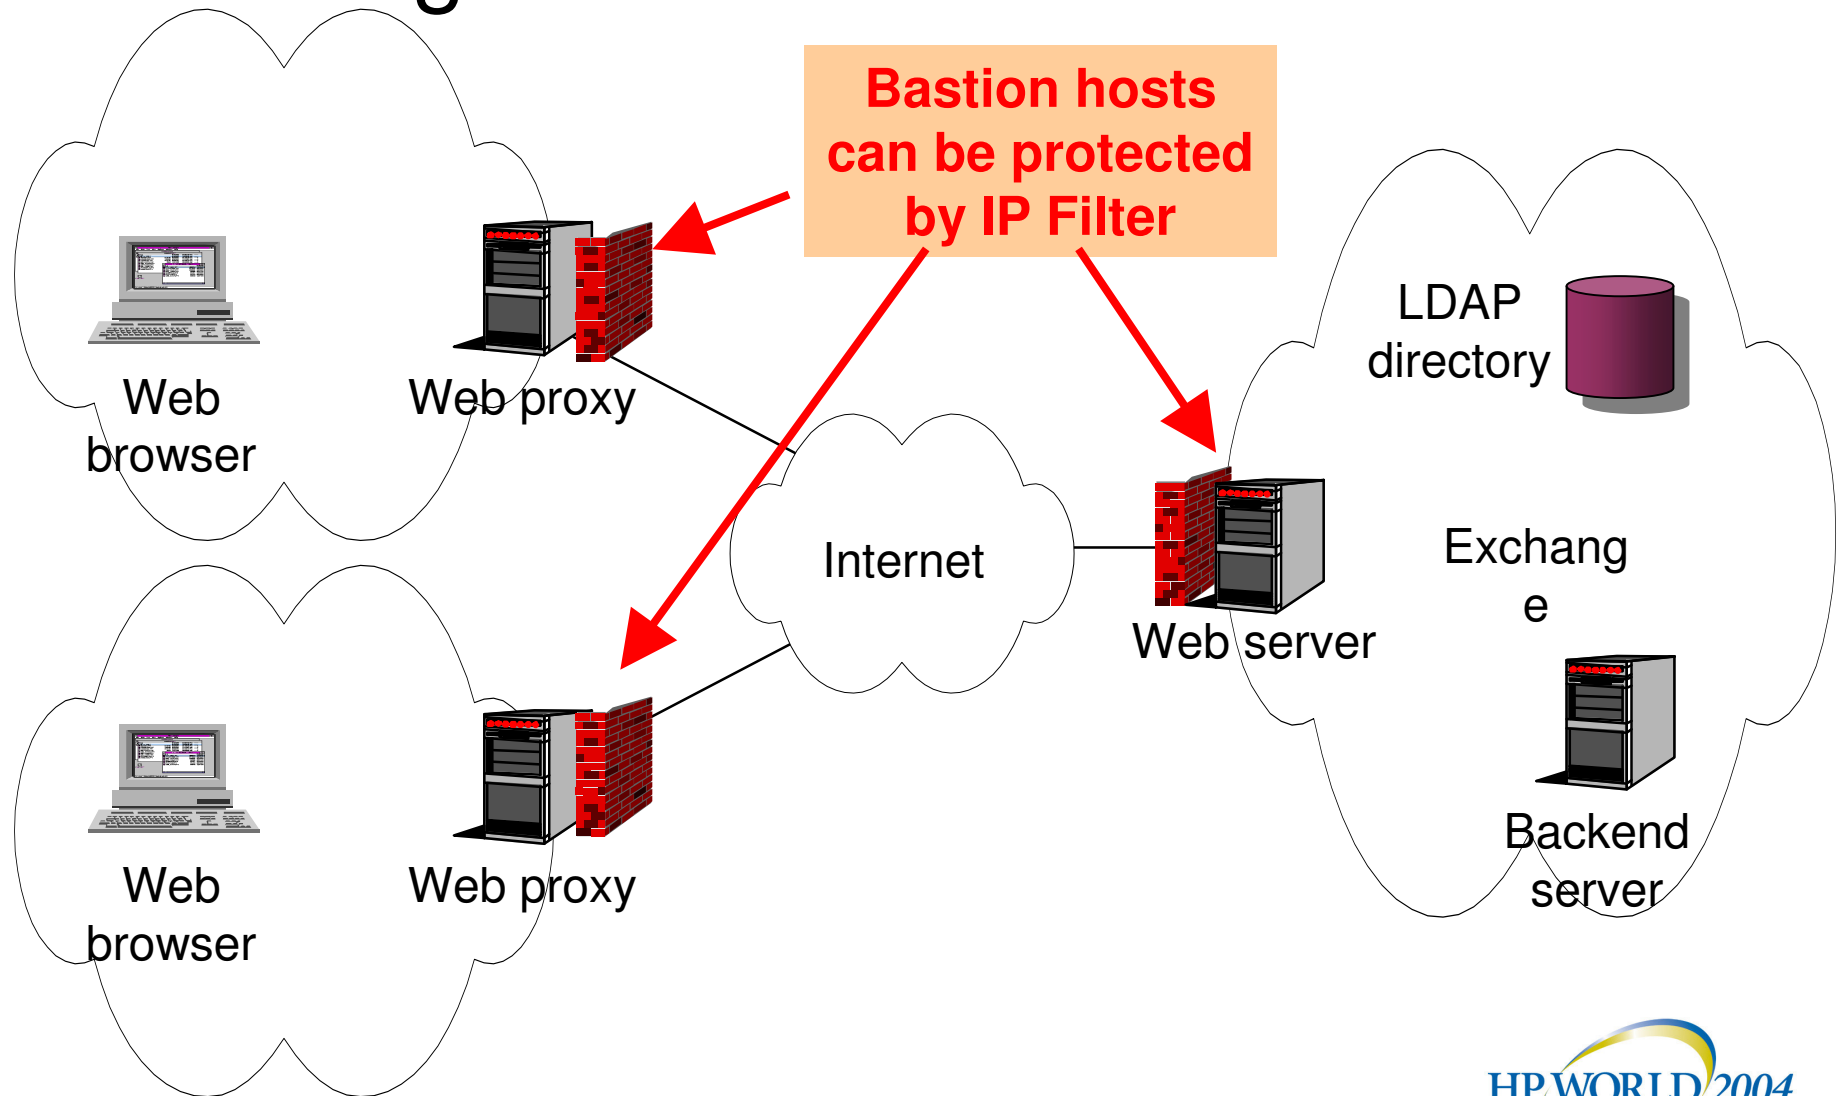 Bastion hosts
can be protected
by IP Filter
LDAP
directory
Web
browser
Web proxy
Internet
Exchang
e
Web server
Web
browser
Web proxy
Backend
server
HP WORLD 2004